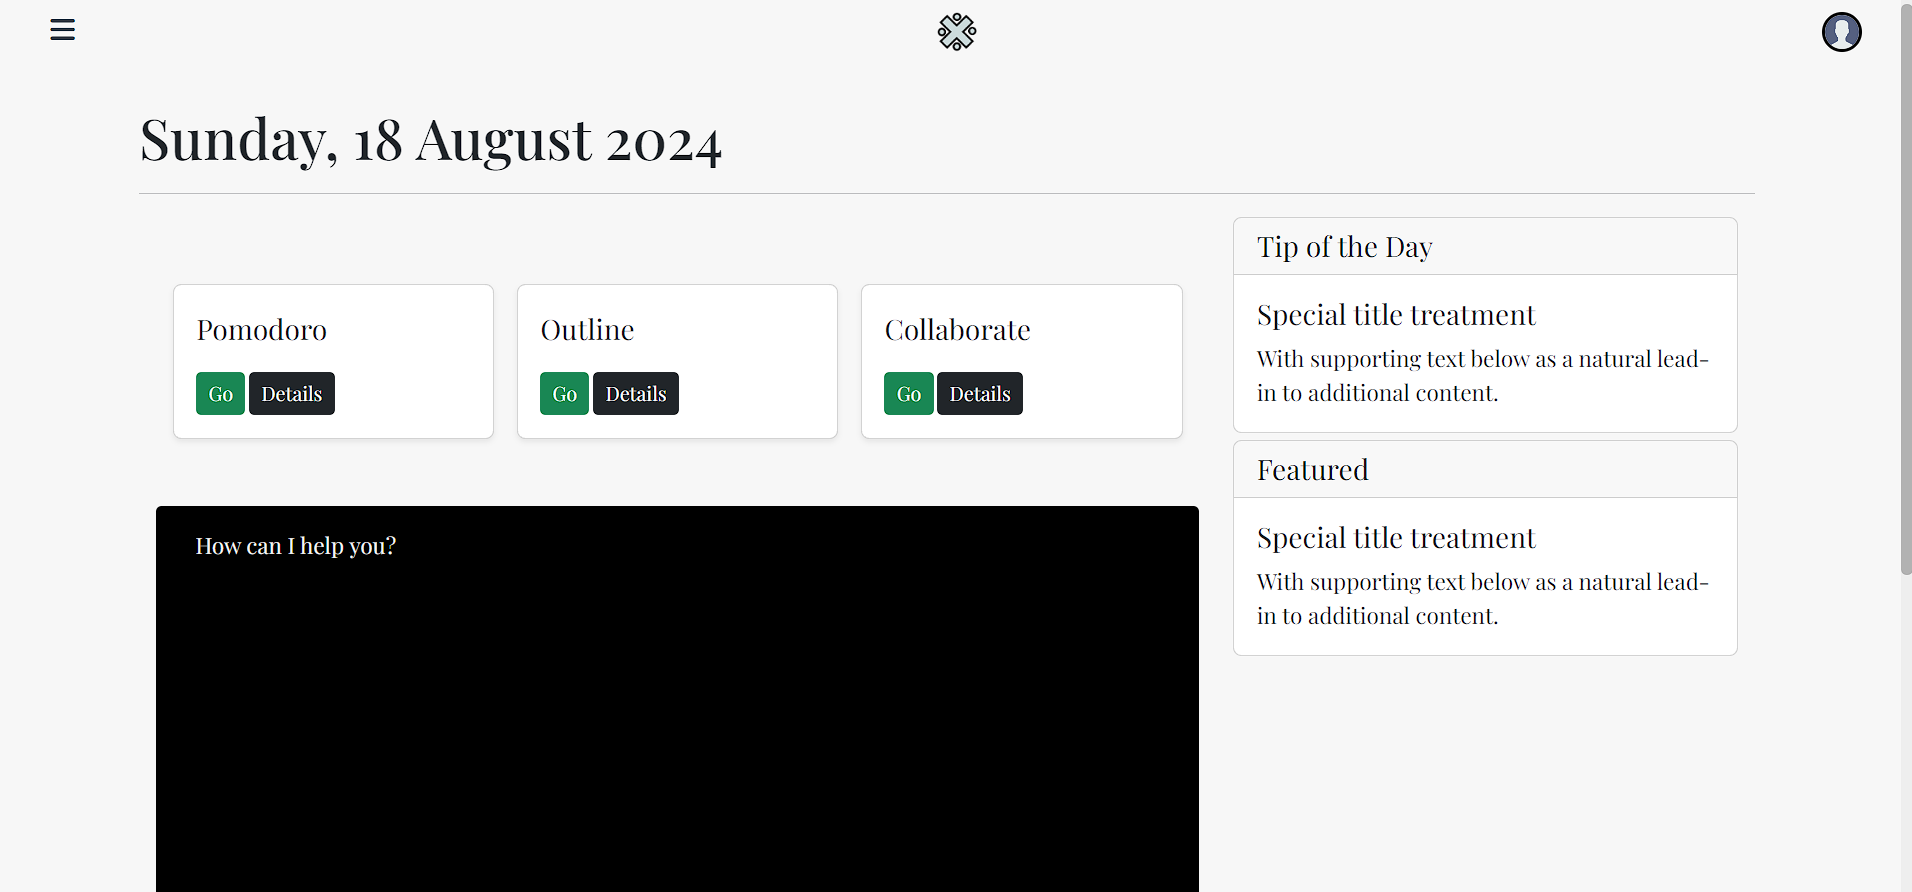 Sunday, 18 August 2024
Pomodoro
Go Details
Outline
Go Details
Collaborate
Go Details
How can I help you?
Tip of the Day
Special title treatment
With supporting text below as a natural lead-
in to additional content.
Featured
Special title treatment
With supporting text below as a natural lead-
in to additional content.